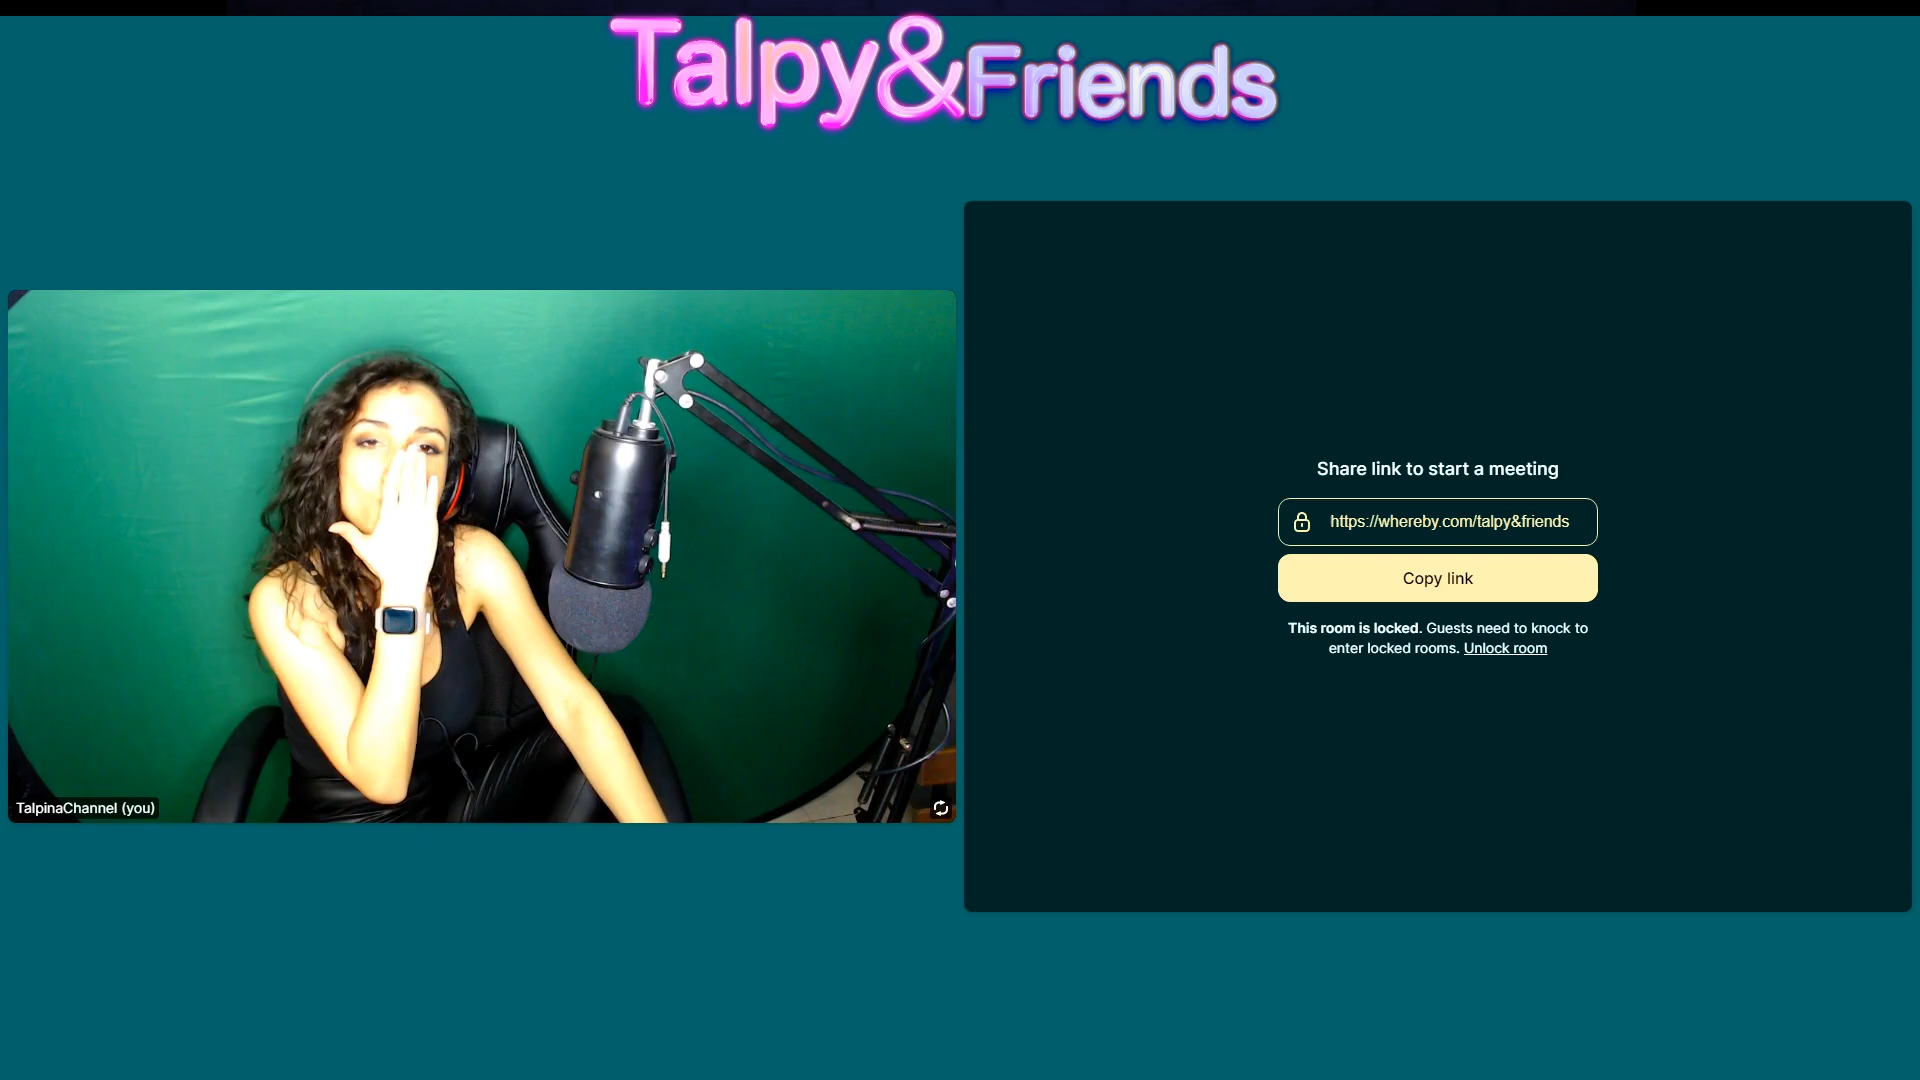 Talpy&Friends
Share link to start a meeting
https://whereby.com/talpy&friends
Copy link
This room is locked. Guests need to knock to
enter locked rooms. Unlock room
TalpinaChannel (you)